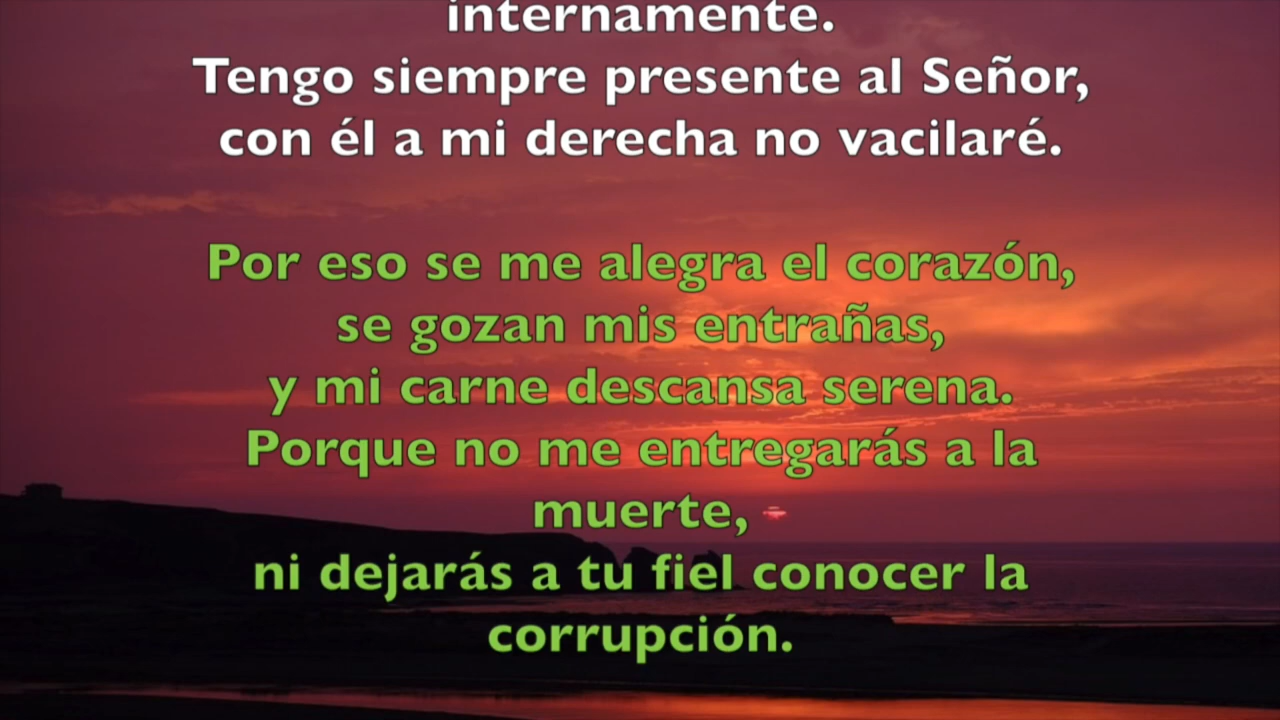 internamente.
Tengo siempre presente al Señor,
con él a mi derecha no vacilaré.
Por eso se me alegra el corazón,
se gozan mis entrañas,
y mi carne descansa serena.
Porque no me entregarás a la
muerte,
ni dejarás a tu fiel conocer la
corrupción.